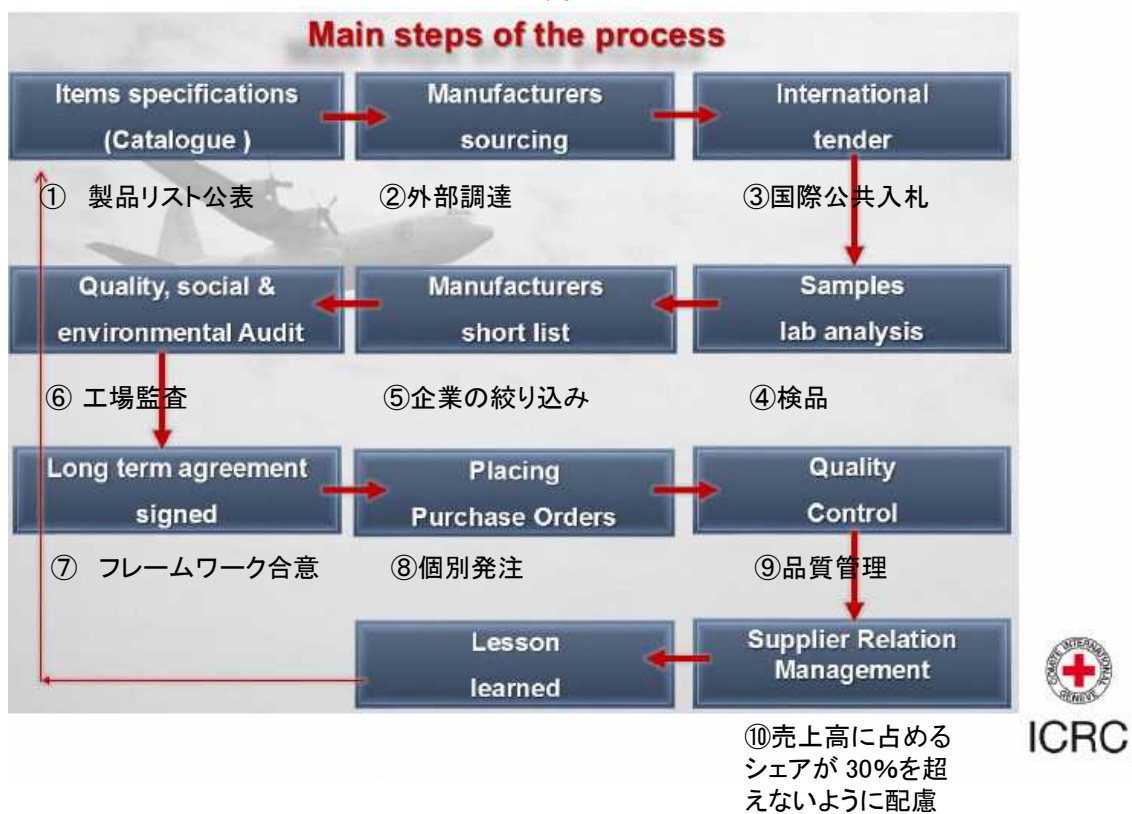 Main steps of the process
Items specifications
(Catalogue )
Manufacturers
sourcing
International
tender
① 製品リスト公表
②外部調達
③国際公共入札
Quality, social &
environmental Audit
Manufacturers
short list
Samples
lab analysis
⑥ 工場監査
⑤企業の絞り込み
④検品
Long term agreement
signed
Placing
Purchase Orders
Quality
Control
⑦ フレームワーク合意
⑧個別発注
⑨品質管理
Lesson
learned
Supplier Relation
Management
⑩売上高に占める
シェアが 30%を超
えないように配慮
COMITE INTERNATIONAL
GENEVE
ICRC